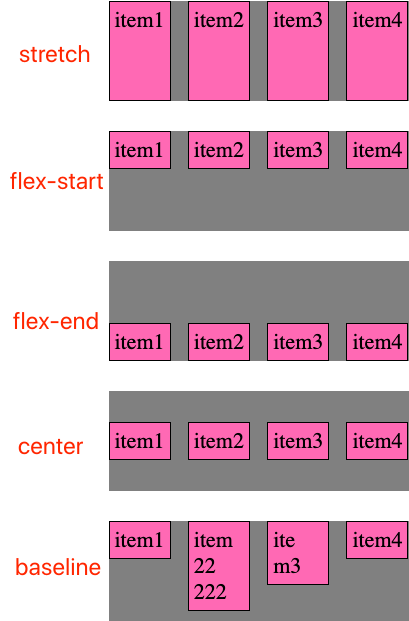 stretch
item1 item2 item3 item4
flex-start
item1 item2 item3 item4
flex-end
item1 item2 item3 item4
center
item1 item2 item3 item4
baseline
item1 item ite item4
22 m3
222